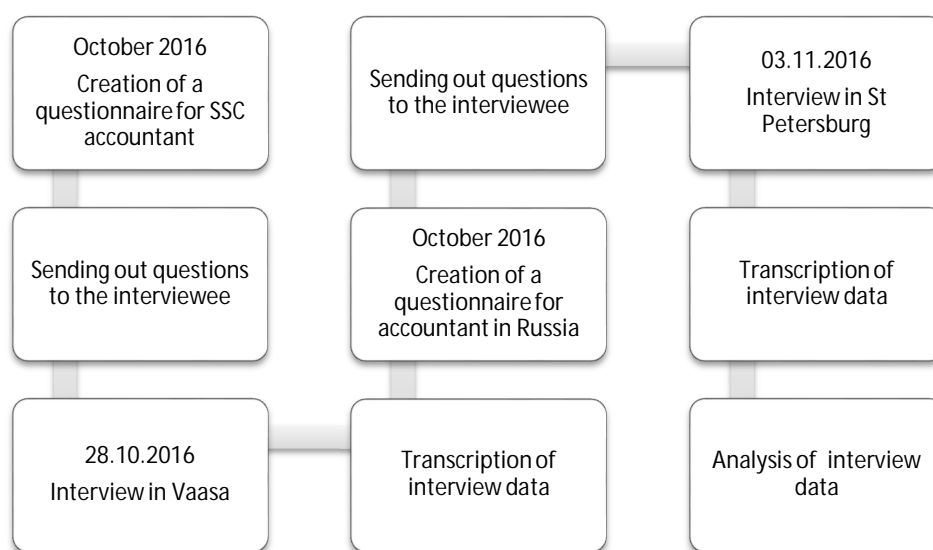 October 2016
Creation of a
questionnaire for SSC
accountant
Sending out questions
to the interviewee
28.10.2016
Interview in Vaasa
Transcription of
interview data
October 2016
Creation of a
questionnaire for
accountant in Russia
Sending out questions
to the interviewee
03.11.2016
Interview in St
Petersburg
Transcription of
interview data
Analysis of interview
data